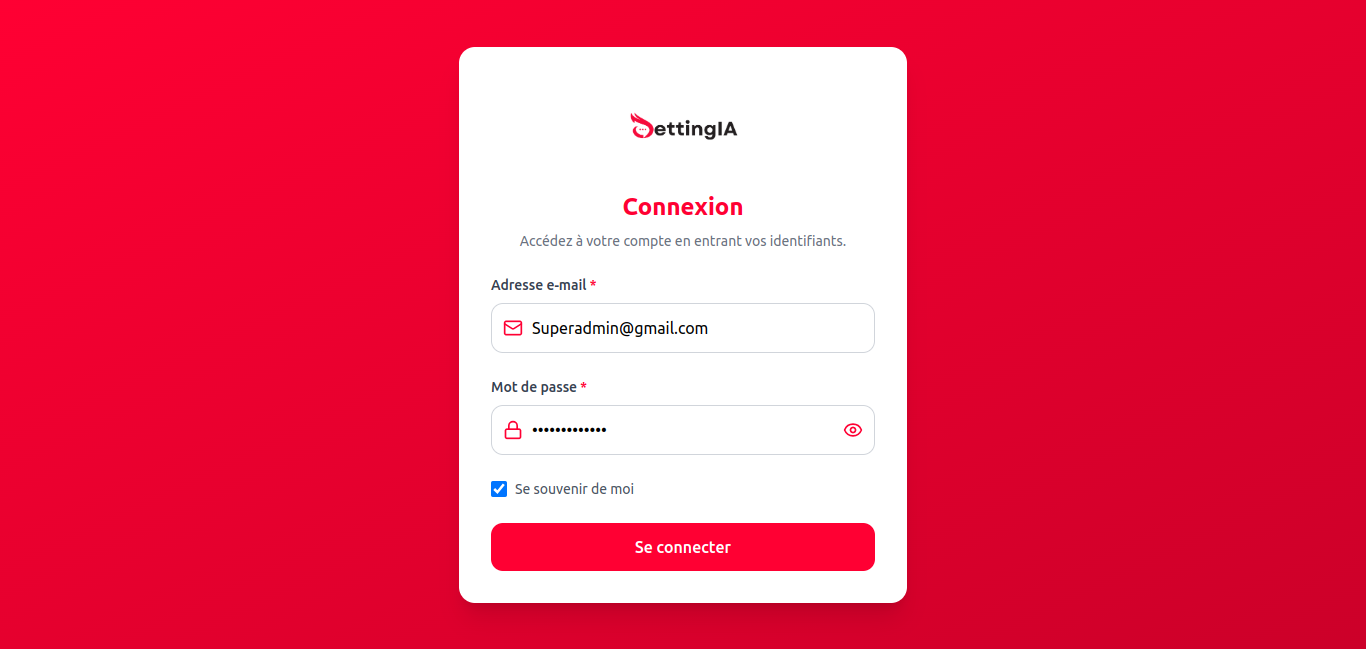 SettingIA
Connexion
Accédez à votre compte en entrant vos identifiants.
Adresse e-mail *
Superadmin@gmail.com
Mot de passe *
•••••••••••••
Se souvenir de moi
Se connecter